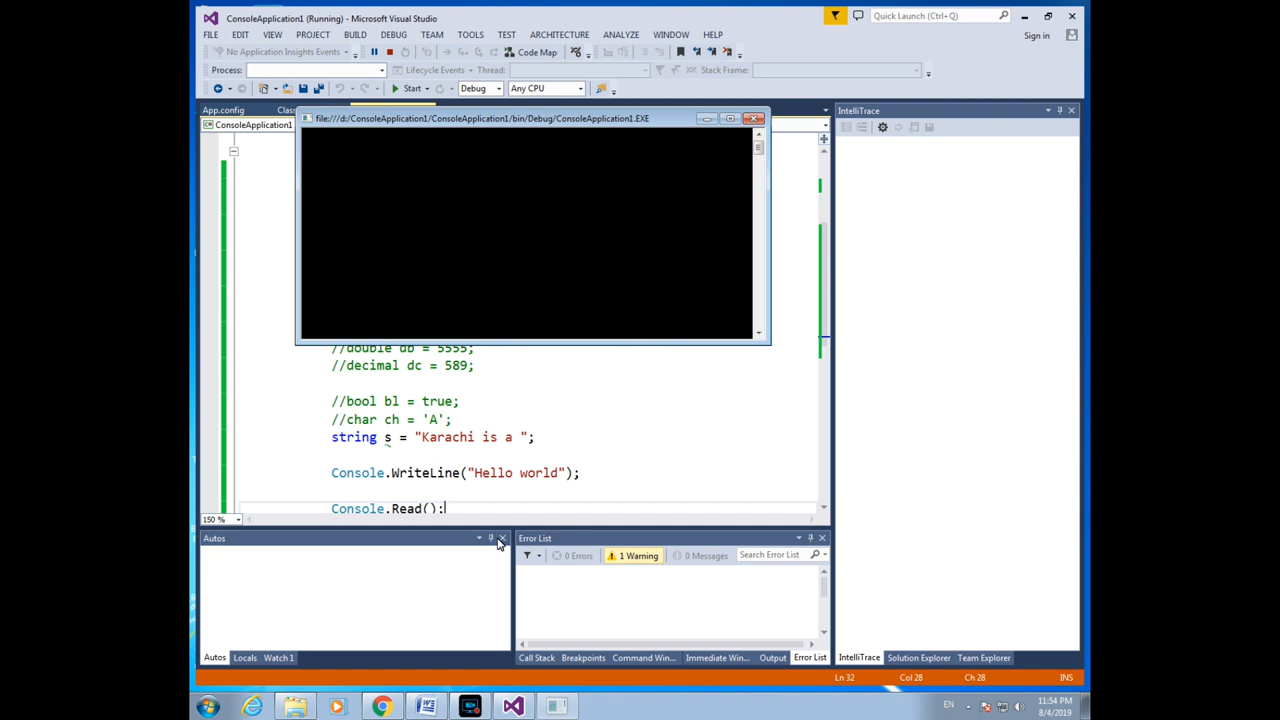 ConsoleApplication1 (Running) - Microsoft Visual Studio
Quick Launch (Ctrl+Q)
FILE EDIT VIEW PROJECT BUILD DEBUG TEAM TOOLS TEST ARCHITECTURE ANALYZE WINDOW HELP
Sign in
No Application Insights Events
Code Map
Process:
Lifecycle Events
Thread:
Stack Frame:
Start
Debug
Any CPU
App.config
Class
ConsoleApplication1
file:///d:/ConsoleApplication1/ConsoleApplication1/bin/Debug/ConsoleApplication1.EXE
IntelliTrace
//double db = 5555;
//decimal dc = 589;
//bool bl = true;
//char ch = 'A';
string s = "Karachi is a ";
Console.WriteLine("Hello world");
Console.Read();
150 %
Autos
Error List
0 Errors
1 Warning
0 Messages
Search Error List
Autos Locals Watch 1
Call Stack Breakpoints Command Win... Immediate Win... Output Error List
IntelliTrace Solution Explorer Team Explorer
Ln 32 Col 28 Ch 28 INS
EN
11:54 PM
8/4/2019